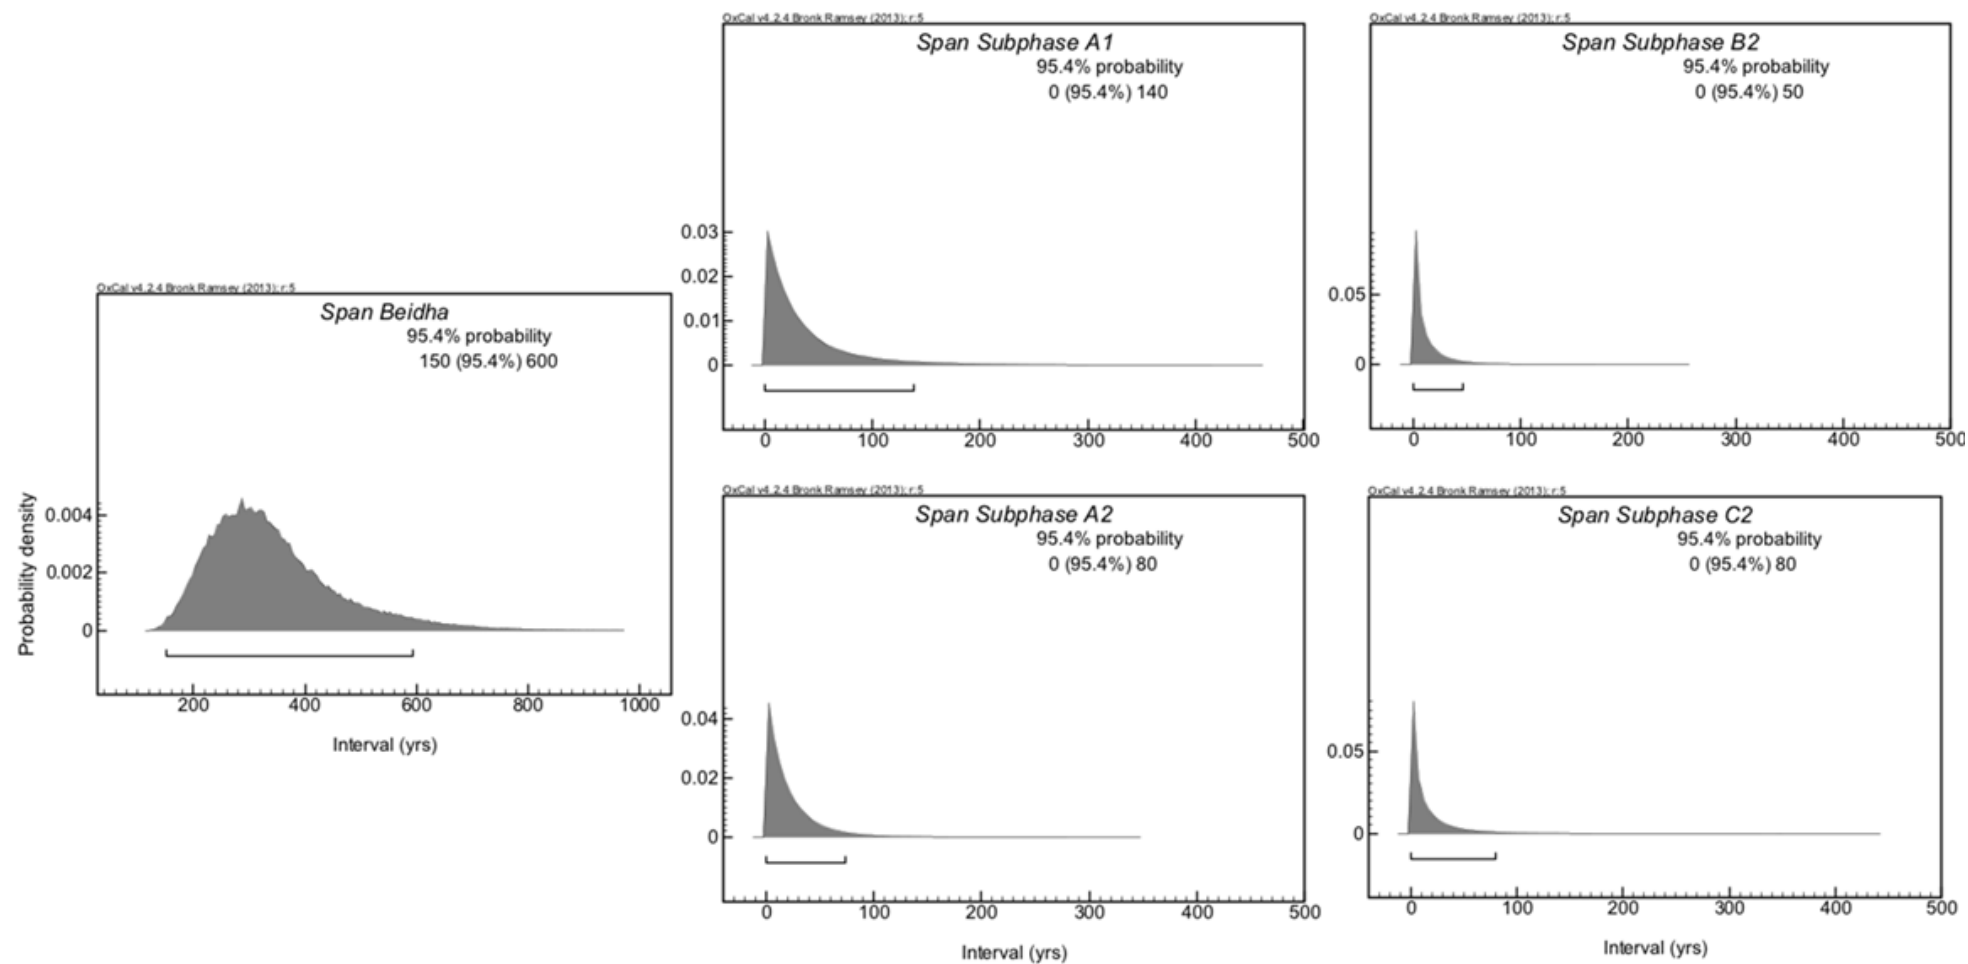 OxCal v4.2.4 Bronk Ramsey (2013); r:5
Span Beidha
95.4% probability
150 (95.4%) 600
Probability density
0.004
0.002
0
200 400 600 800 1000
Interval (yrs)
OxCal v4.2.4 Bronk Ramsey (2013); r:5
Span Subphase A1
95.4% probability
0 (95.4%) 140
0.03
0.02
0.01
0
0 100 200 300 400 500
OxCal v4.2.4 Bronk Ramsey (2013); r:5
Span Subphase A2
95.4% probability
0 (95.4%) 80
0.04
0.02
0
0 100 200 300 400 500
Interval (yrs)
OxCal v4.2.4 Bronk Ramsey (2013); r:5
Span Subphase B2
95.4% probability
0 (95.4%) 50
0.05
0
0 100 200 300 400 500
OxCal v4.2.4 Bronk Ramsey (2013); r:5
Span Subphase C2
95.4% probability
0 (95.4%) 80
0.05
0
0 100 200 300 400 500
Interval (yrs)